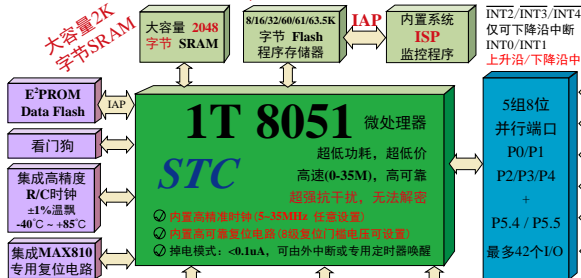 大容量2K
字节SRAM
大容量 2048
字节 SRAM
8/16/32/60/61/63.5K
字节 Flash
程序存储器
IAP
内置系统
ISP
监控程序
INT2/INT3/INT4
仅可下降沿中断
INT0/INT1
上升沿/下降沿中
E²PROM
Data Flash
IAP
看门狗
集成高精度
R/C时钟
±1%温飘
-40℃ ~ +85℃
集成MAX810
专用复位电路
1T 8051 微处理器
STC
超低功耗，超低价
高速(0-35M)，高可靠
超强抗干扰，无法解密
内置高精准时钟(5~35MHz 任意设置)
内置高可靠复位电路(8级复位门槛电压可设置)
掉电模式：<0.1uA，可由外中断或专用定时器唤醒
5组8位
并行端口
P0/P1
P2/P3/P4
+
P5.4 / P5.5
最多42个I/O